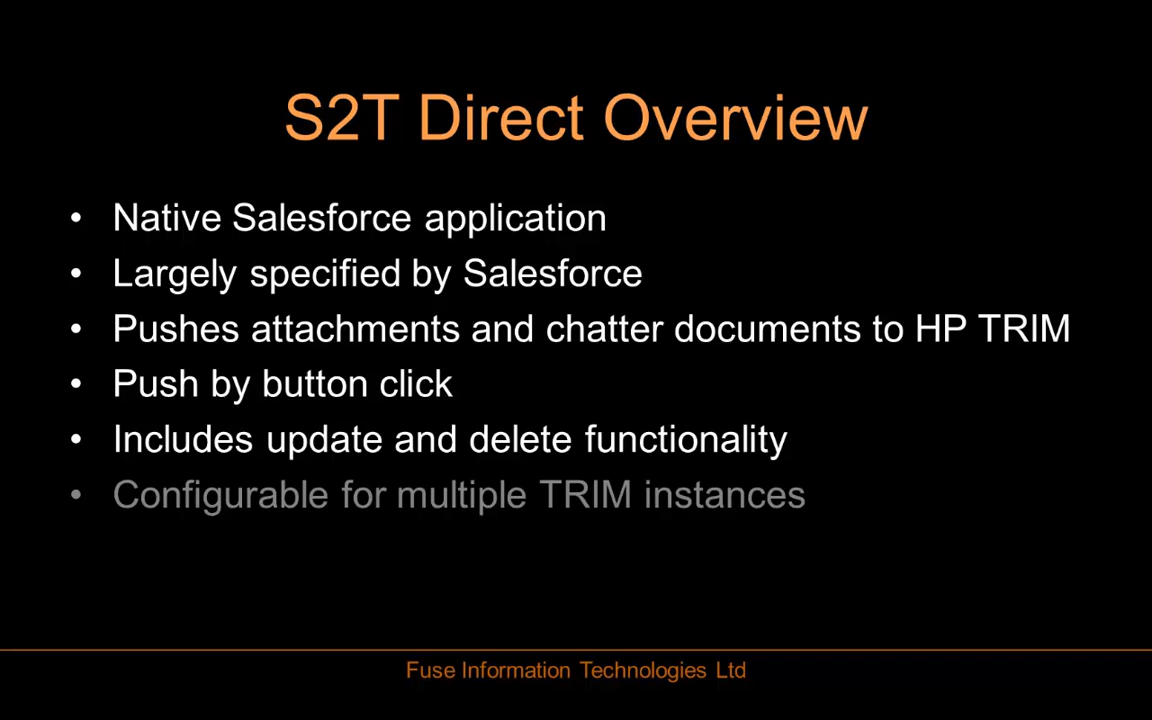 S2T Direct Overview
• Native Salesforce application
• Largely specified by Salesforce
• Pushes attachments and chatter documents to HP TRIM
• Push by button click
• Includes update and delete functionality
• Configurable for multiple TRIM instances
Fuse Information Technologies Ltd